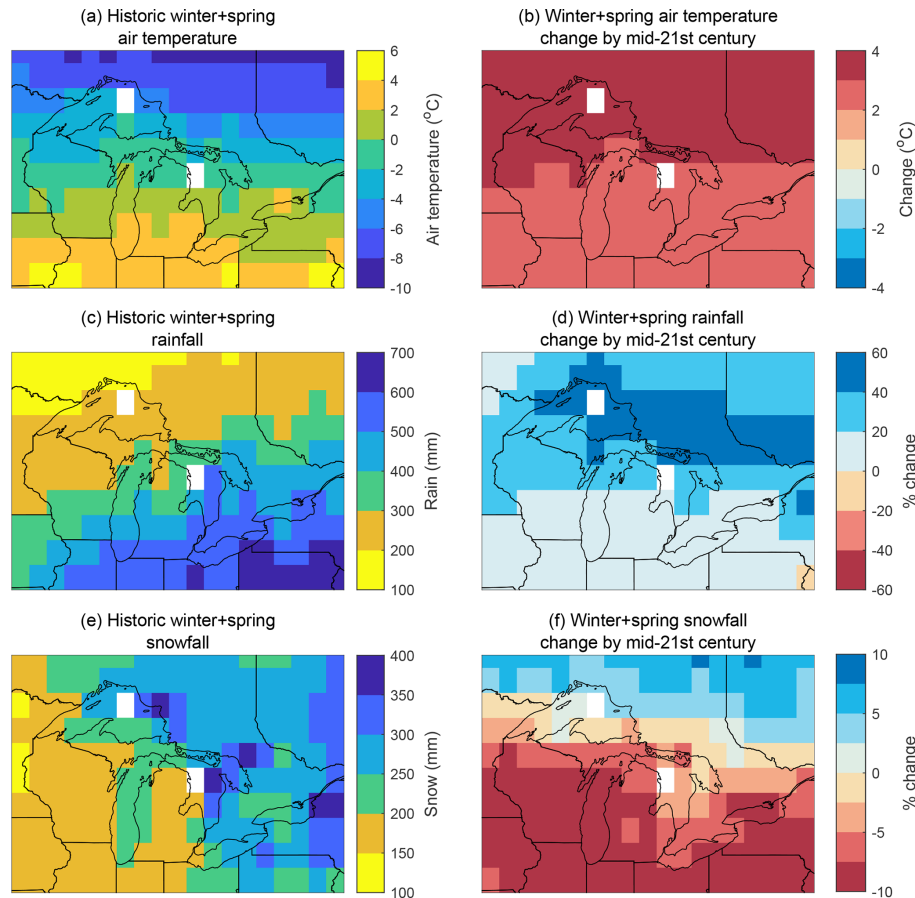 (a) Historic winter+spring
air temperature
6
4
2
0
-2
-4
-6
-8
-10
Air temperature (°C)
(b) Winter+spring air temperature
change by mid-21st century
4
2
0
-2
-4
Change (°C)
(c) Historic winter+spring
rainfall
700
600
500
400
300
200
100
Rain (mm)
(d) Winter+spring rainfall
change by mid-21st century
60
40
20
0
-20
-40
-60
% change
(e) Historic winter+spring
snowfall
400
350
300
250
200
150
100
Snow (mm)
(f) Winter+spring snowfall
change by mid-21st century
10
5
0
-5
-10
% change